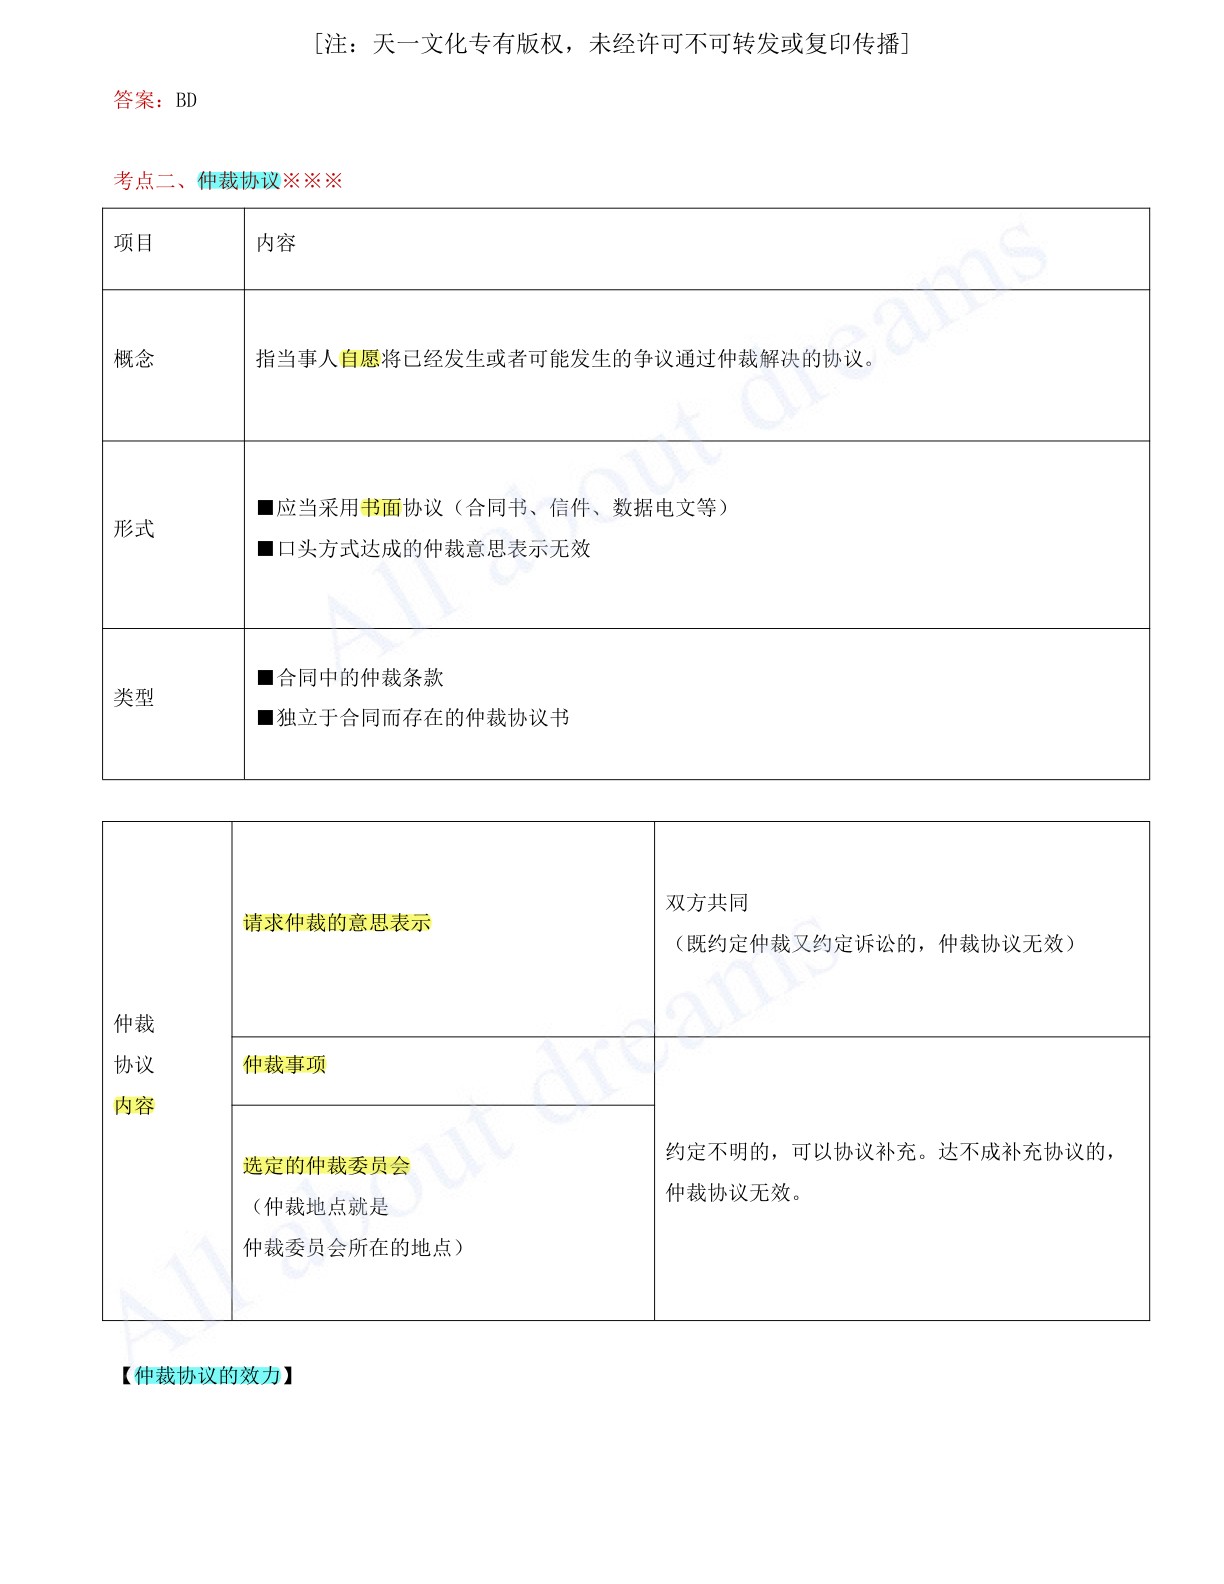 [注：天一文化专有版权，未经许可不可转发或复印传播]
答案：BD
考点二、仲裁协议※※※
项目
内容
概念
指当事人自愿将已经发生或者可能发生的争议通过仲裁解决的协议。
形式
■应当采用书面协议（合同书、信件、数据电文等）
■口头方式达成的仲裁意思表示无效
类型
■合同中的仲裁条款
■独立于合同而存在的仲裁协议书
All about dreams
仲裁
协议
内容
请求仲裁的意思表示
双方共同
（既约定仲裁又约定诉讼的，仲裁协议无效）
仲裁事项
选定的仲裁委员会
（仲裁地点就是
仲裁委员会所在的地点）
约定不明的，可以协议补充。达不成补充协议的，
仲裁协议无效。
All about dreams
【仲裁协议的效力】